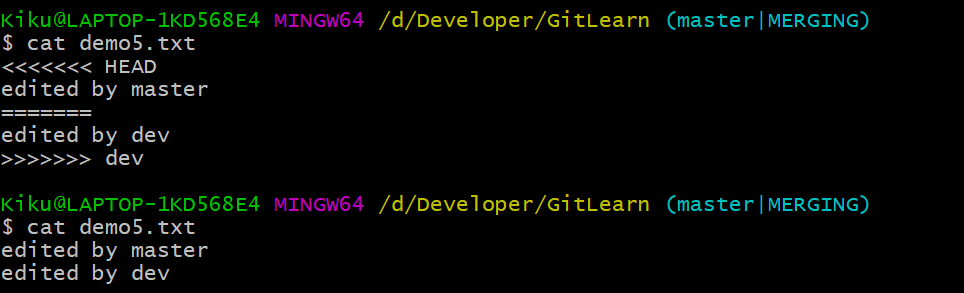 Kiku@LAPTOP-1KD568E4 MINGW64 /d/Developer/GitLearn (master|MERGING)
$ cat demo5.txt
<<<<<<< HEAD
edited by master
=======
edited by dev
>>>>>>> dev
Kiku@LAPTOP-1KD568E4 MINGW64 /d/Developer/GitLearn (master|MERGING)
$ cat demo5.txt
edited by master
edited by dev